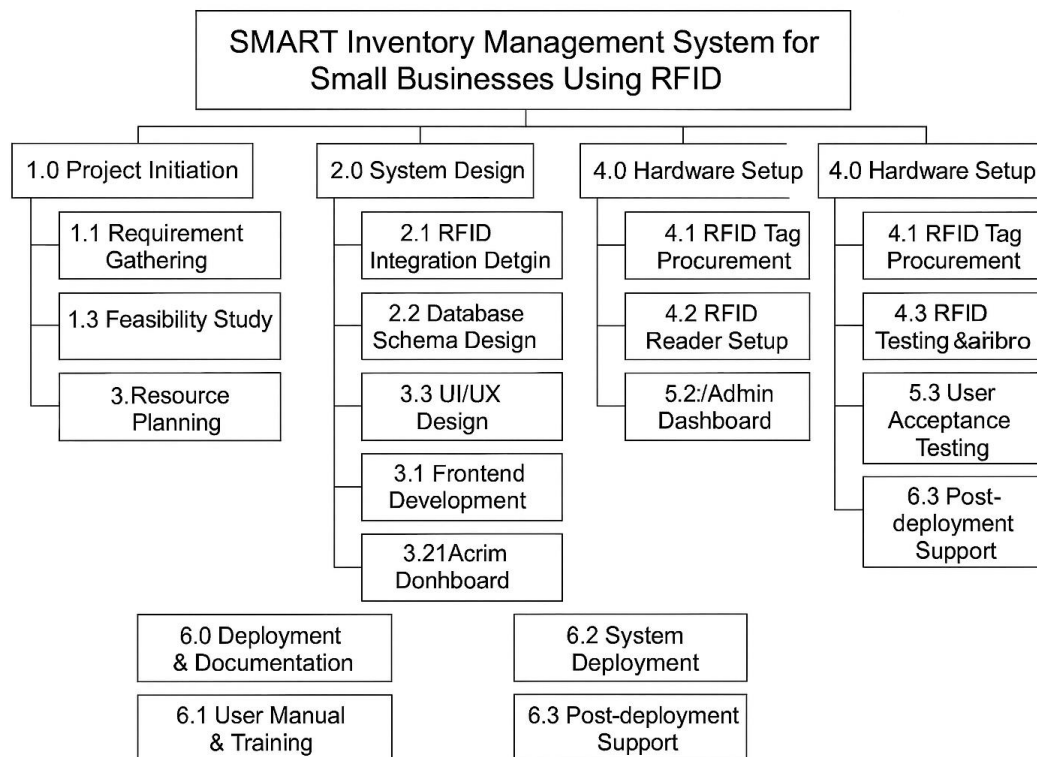 SMART Inventory Management System for
Small Businesses Using RFID
1.0 Project Initiation
1.1 Requirement
Gathering
1.3 Feasibility Study
3.Resource
Planning
2.0 System Design
2.1 RFID
Integration Detgin
2.2 Database
Schema Design
3.3 UI/UX
Design
3.1 Frontend
Development
3.21Acrim
Donhboard
4.0 Hardware Setup
4.1 RFID Tag
Procurement
4.2 RFID
Reader Setup
5.2:/Admin
Dashboard
4.0 Hardware Setup
4.1 RFID Tag
Procurement
4.3 RFID
Testing &aribro
5.3 User
Acceptance
Testing
6.3 Post-
deployment
Support
6.0 Deployment
& Documentation
6.2 System
Deployment
6.1 User Manual
& Training
6.3 Post-deployment
Support